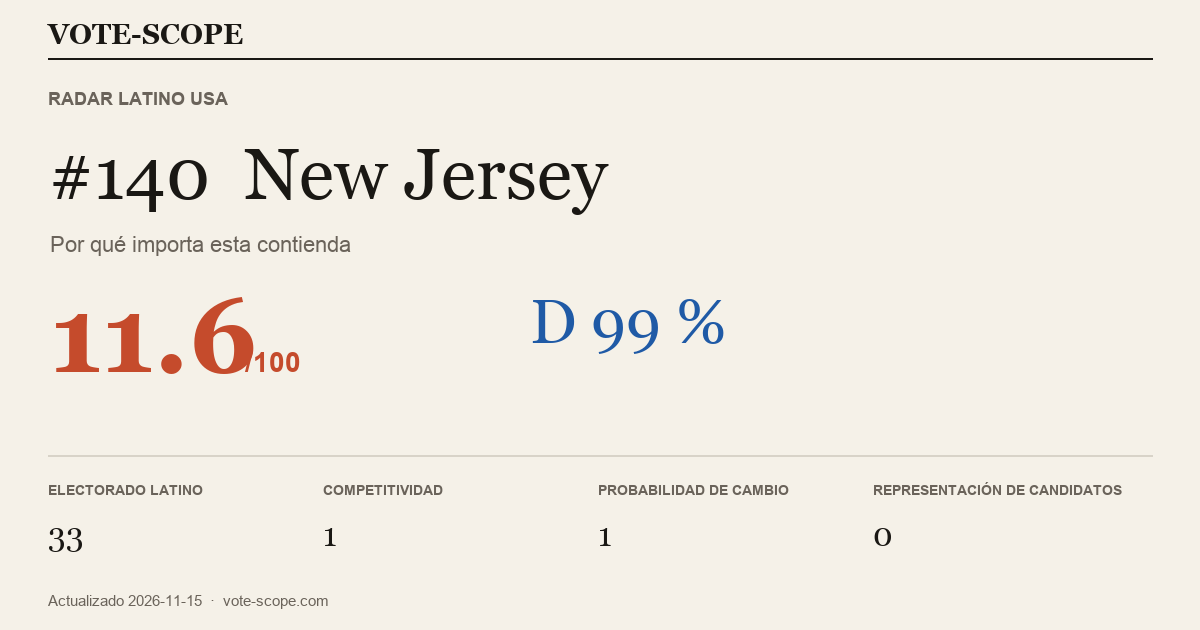 VOTE-SCOPE
RADAR LATINO USA
#140 New Jersey
Por qué importa esta contienda
11.6/100
D 99 %
ELECTORADO LATINO
COMPETITIVIDAD
PROBABILIDAD DE CAMBIO
REPRESENTACIÓN DE CANDIDATOS
33
1
1
0
Actualizado 2026-11-15 · vote-scope.com